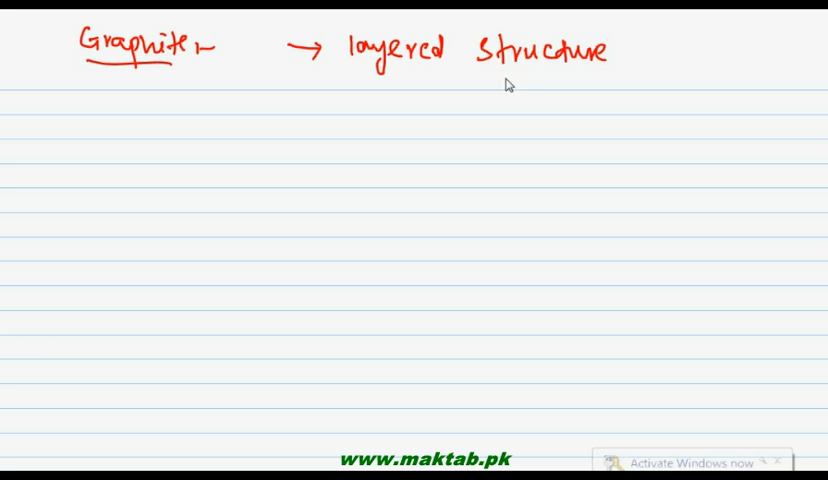 Graphite:- → layered structure
www.maktab.pk
Activate Windows now